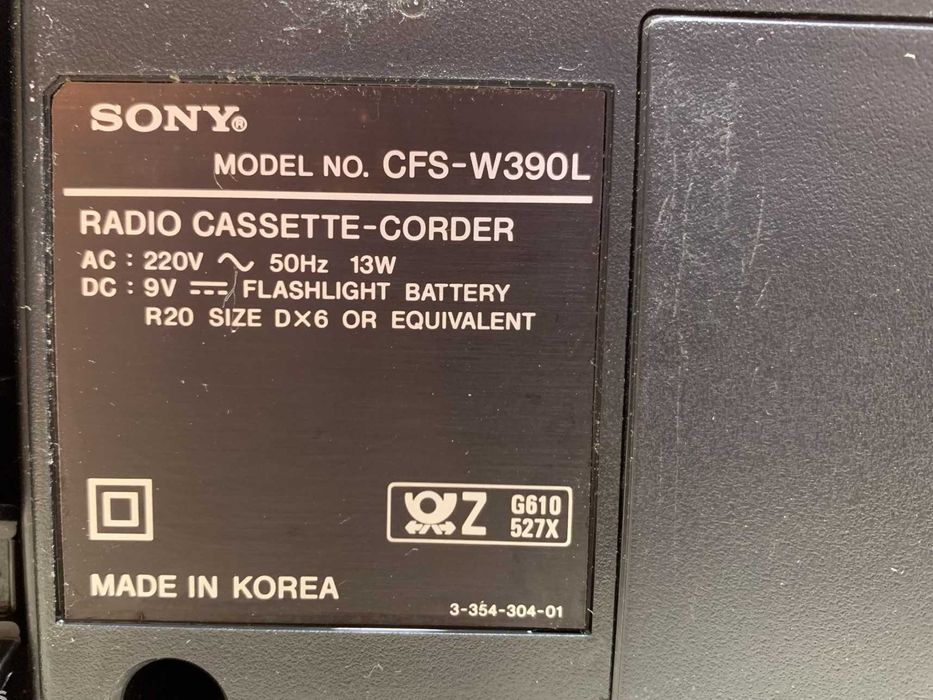 SONY®
MODEL NO. CFS-W390L
RADIO CASSETTE-CORDER
AC : 220V ~ 50Hz 13W
DC : 9V ⎓ FLASHLIGHT BATTERY
R20 SIZE D×6 OR EQUIVALENT
Z G610
527X
MADE IN KOREA
3-354-304-01